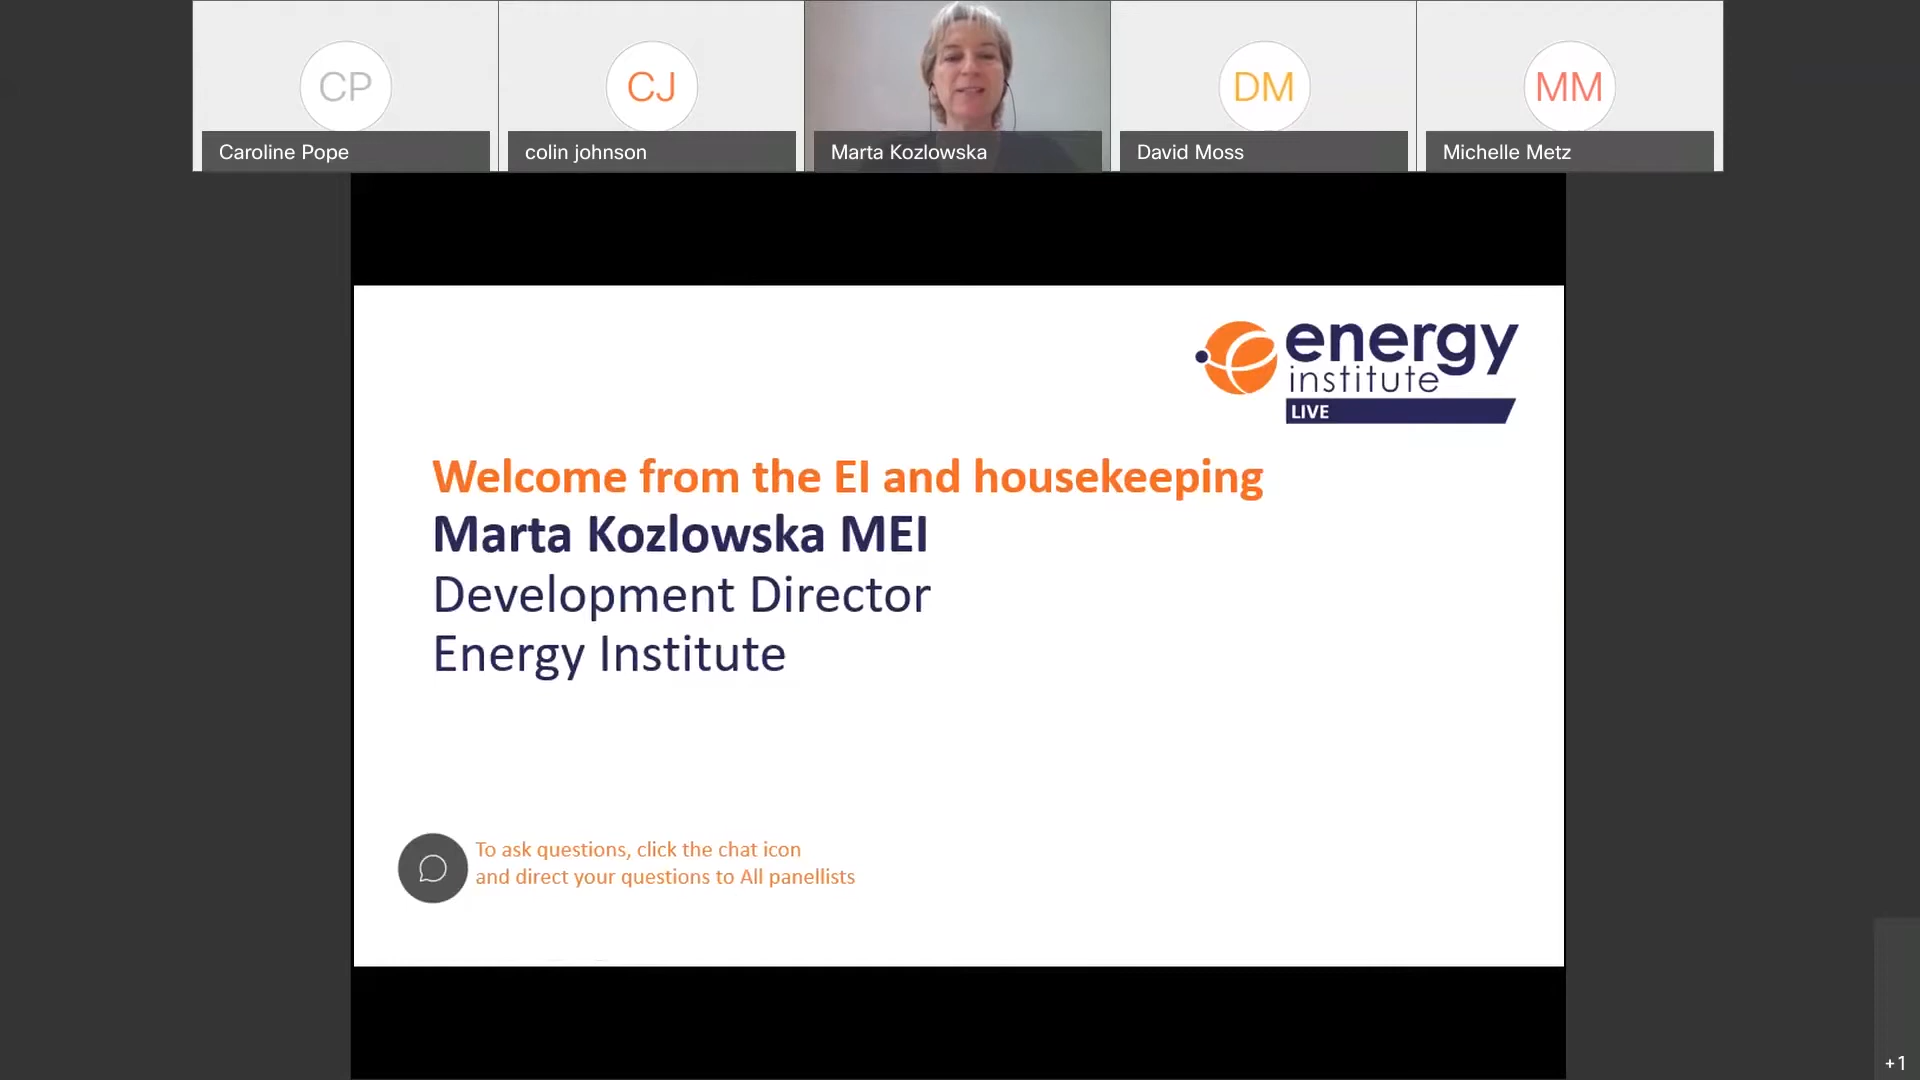 CP
CJ
DM
MM
Caroline Pope
colin johnson
Marta Kozlowska
David Moss
Michelle Metz
energy
institute
LIVE
Welcome from the EI and housekeeping
Marta Kozlowska MEI
Development Director
Energy Institute
To ask questions, click the chat icon
and direct your questions to All panellists
+1